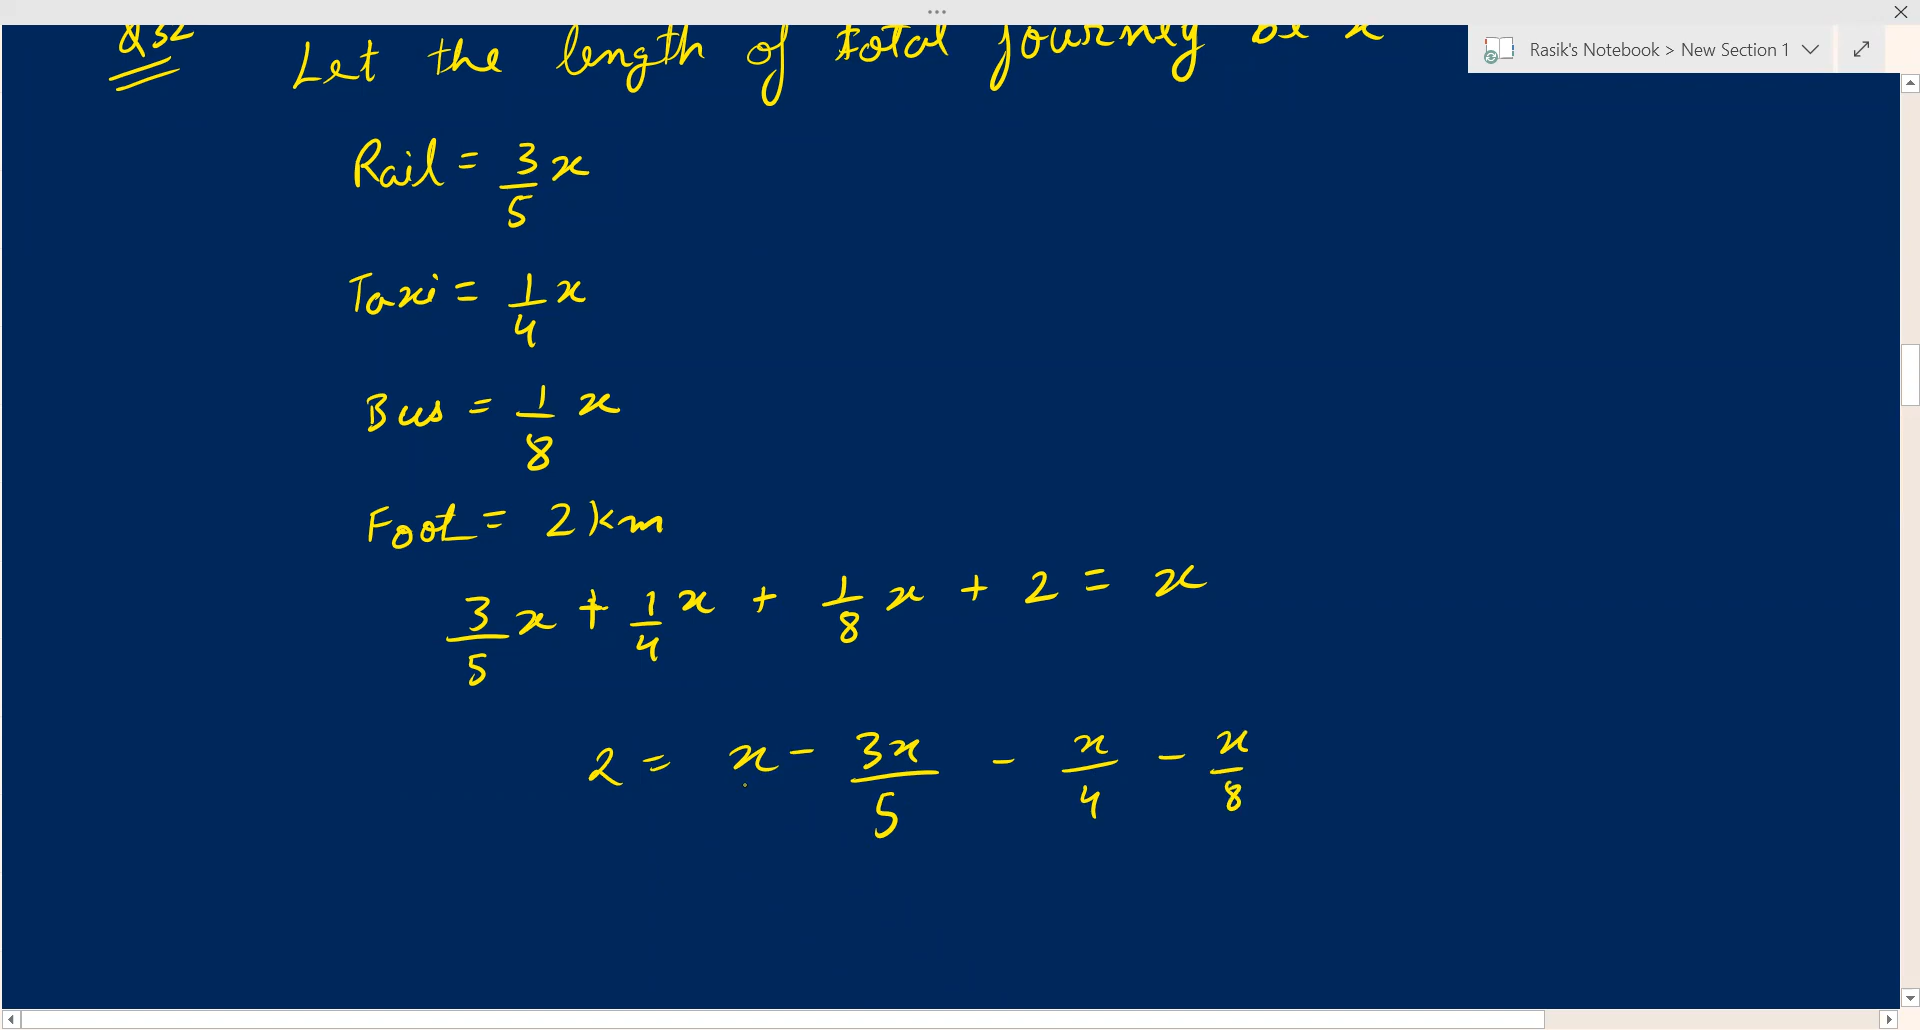 Q32 Let the length of total journey be x
Rasik's Notebook > New Section 1
Rail = 3/5 x
Taxi = 1/4 x
Bus = 1/8 x
Foot = 2 km
3/5 x + 1/4 x + 1/8 x + 2 = x
2 = x - 3x/5 - x/4 - x/8